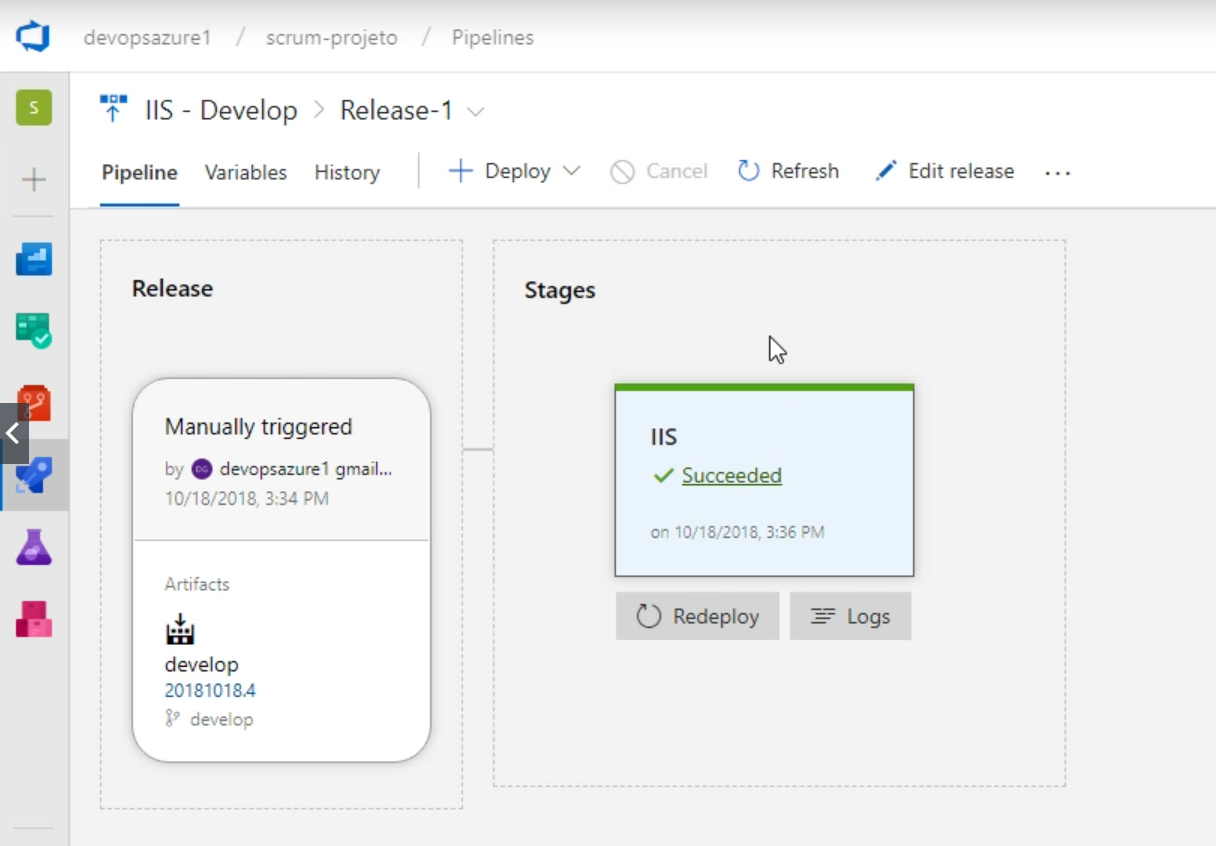 devopsazure1 / scrum-projeto / Pipelines
S
IIS - Develop > Release-1
Pipeline Variables History + Deploy Cancel Refresh Edit release ...
Release
Stages
Manually triggered
by DG devopsazure1 gmail...
10/18/2018, 3:34 PM
IIS
Succeeded
on 10/18/2018, 3:36 PM
Artifacts
Redeploy Logs
develop
20181018.4
develop